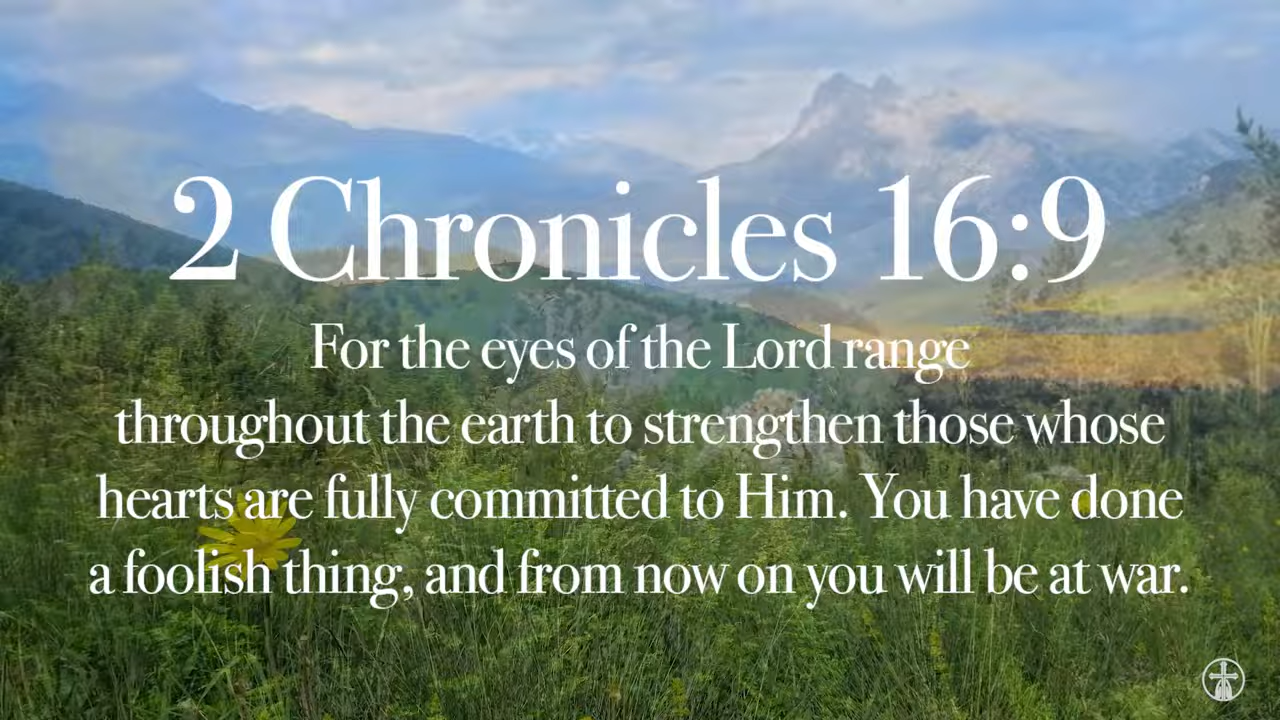 2 Chronicles 16:9
For the eyes of the Lord range
throughout the earth to strengthen those whose
hearts are fully committed to Him. You have done
a foolish thing, and from now on you will be at war.